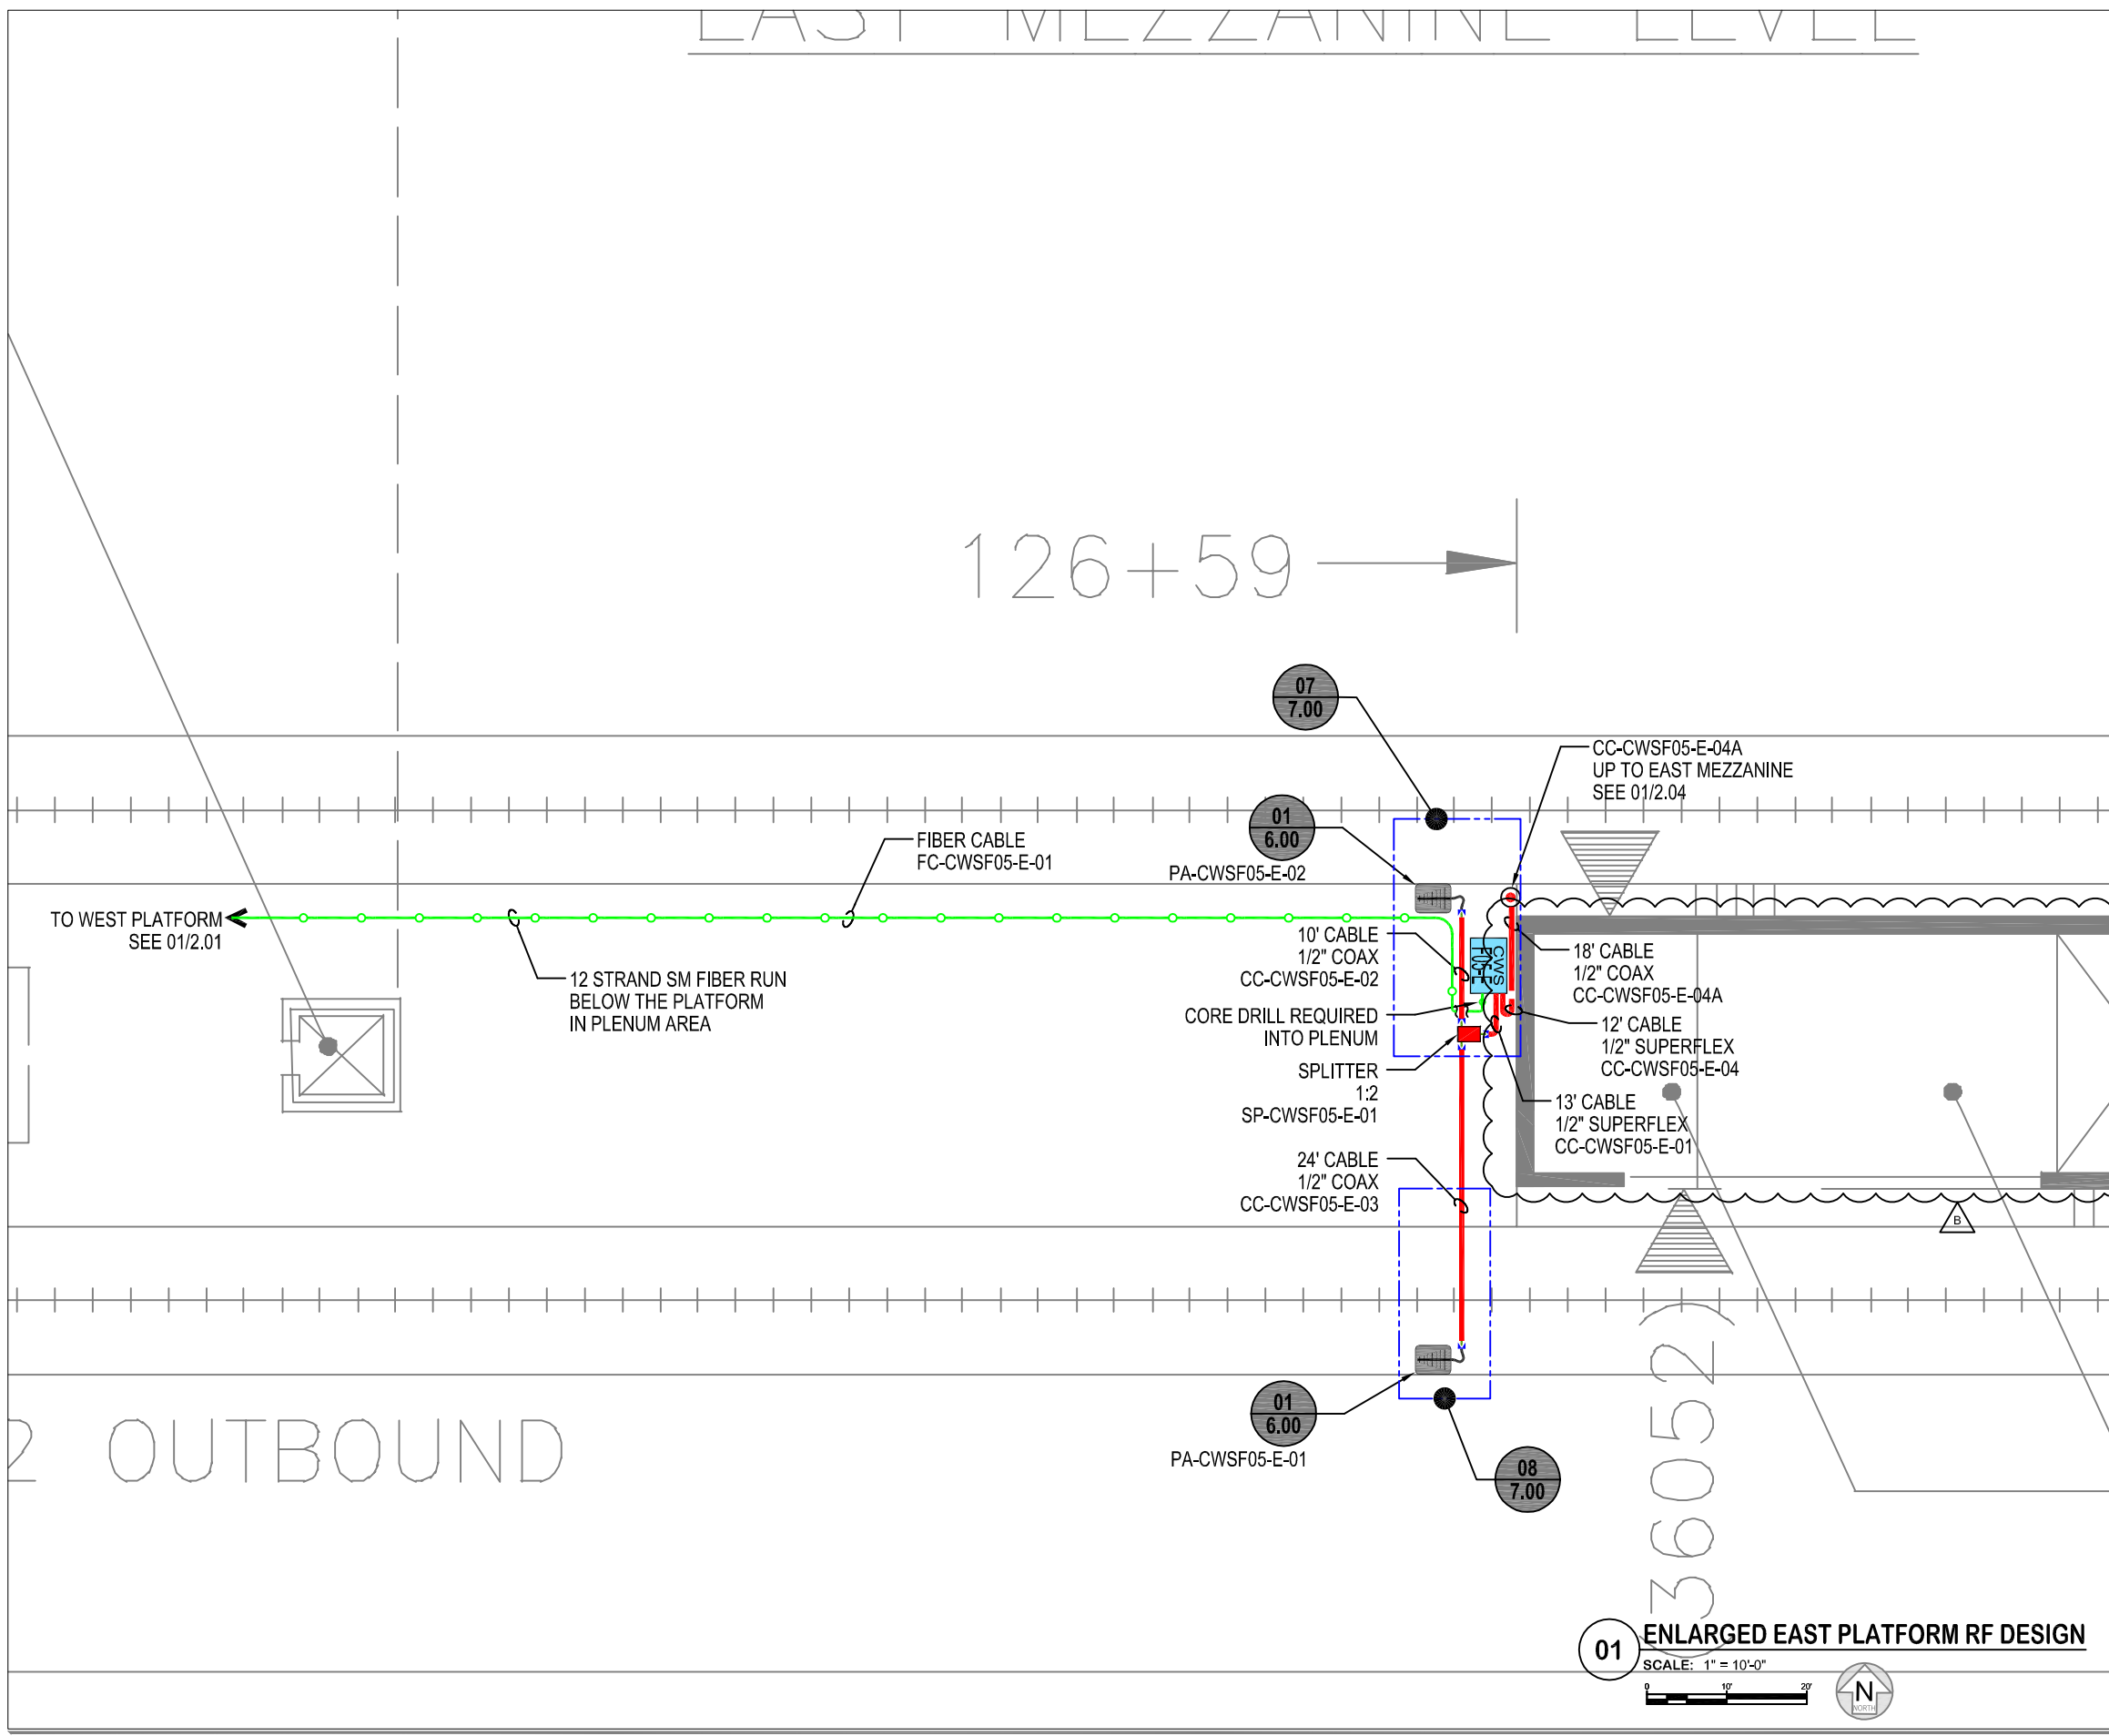 EAST MEZZANINE LEVEL
126+59
07
7.00
CC-CWSF05-E-04A
UP TO EAST MEZZANINE
SEE 01/2.04
01
6.00
PA-CWSF05-E-02
FIBER CABLE
FC-CWSF05-E-01
TO WEST PLATFORM
SEE 01/2.01
12 STRAND SM FIBER RUN
BELOW THE PLATFORM
IN PLENUM AREA
10' CABLE
1/2" COAX
CC-CWSF05-E-02
CWS
F05-E
18' CABLE
1/2" COAX
CC-CWSF05-E-04A
CORE DRILL REQUIRED
INTO PLENUM
12' CABLE
1/2" SUPERFLEX
CC-CWSF05-E-04
SPLITTER
1:2
SP-CWSF05-E-01
13' CABLE
1/2" SUPERFLEX
CC-CWSF05-E-01
24' CABLE
1/2" COAX
CC-CWSF05-E-03
B
01
6.00
PA-CWSF05-E-01
08
7.00
2 OUTBOUND
36052)
01
ENLARGED EAST PLATFORM RF DESIGN
SCALE: 1" = 10'-0"
0 10' 20'
N
NORTH